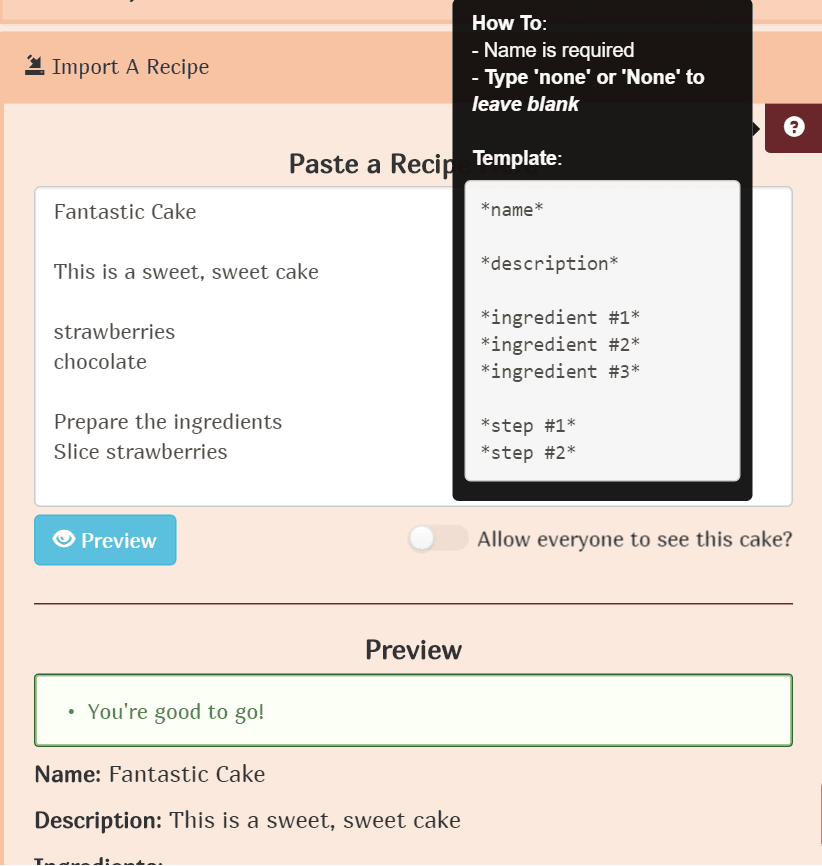 Import A Recipe
Paste a Recip
Fantastic Cake
This is a sweet, sweet cake
strawberries
chocolate
Prepare the ingredients
Slice strawberries
How To:
- Name is required
- Type 'none' or 'None' to
leave blank
Template:
*name*
*description*
*ingredient #1*
*ingredient #2*
*ingredient #3*
*step #1*
*step #2*
?
Preview
Allow everyone to see this cake?
Preview
• You're good to go!
Name: Fantastic Cake
Description: This is a sweet, sweet cake
Ingredients: